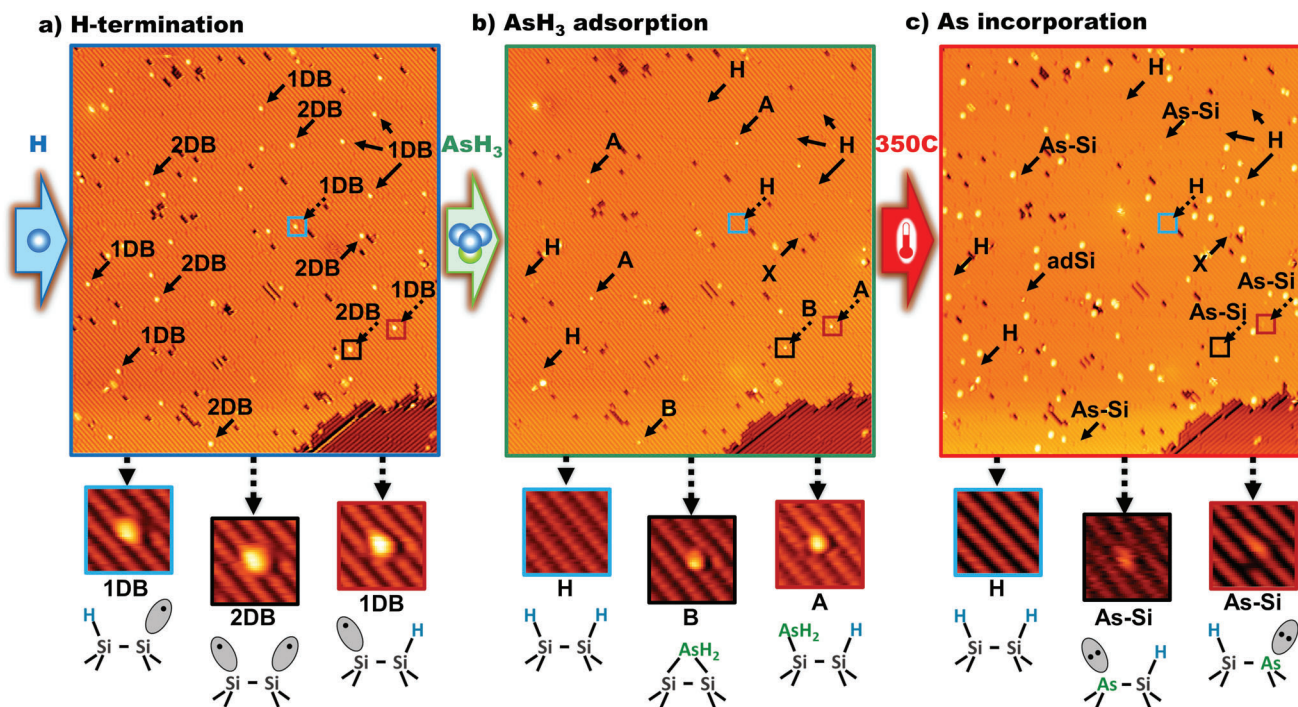 a) H-termination
b) AsH₃ adsorption
c) As incorporation
H
1DB
2DB
2DB
1DB
1DB
1DB
2DB
2DB
1DB
2DB
1DB
1DB
2DB
AsH₃
H
A
A
H
H
H
A
X
B
A
H
B
350C
H
As-Si
As-Si
H
H
H
adSi
X
As-Si
As-Si
H
As-Si
1DB
2DB
1DB
H
B
A
H
As-Si
As-Si
H
Si
Si
Si
Si
H
Si
Si
H
H
Si
Si
AsH₂
Si
Si
AsH₂
H
Si
Si
H
H
Si
Si
H
As
Si
H
Si
As